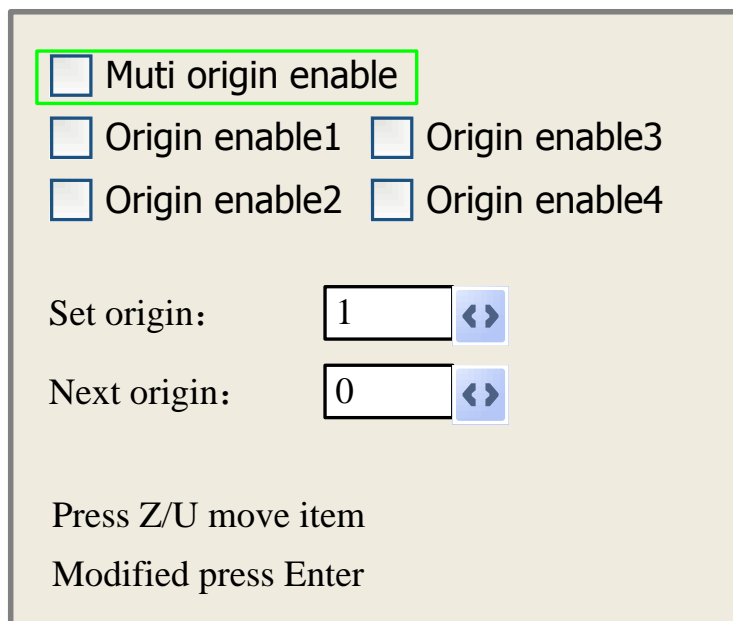 Muti origin enable
Origin enable1 Origin enable3
Origin enable2 Origin enable4
Set origin： 1
Next origin： 0
Press Z/U move item
Modified press Enter